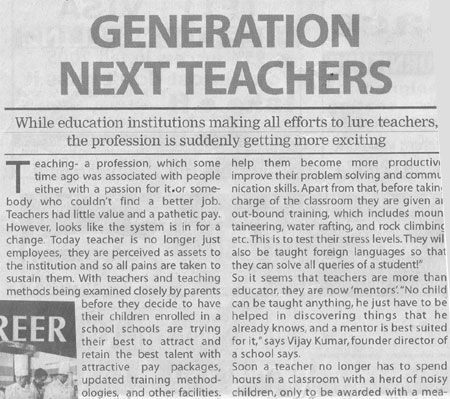 GENERATION
NEXT TEACHERS
While education institutions making all efforts to lure teachers,
the profession is suddenly getting more exciting
Teaching- a profession, which some
time ago was associated with people
either with a passion for it.or some-
body who couldn't find a better job.
Teachers had little value and a pathetic pay.
However, looks like the system is in for a
change. Today teacher is no longer just
employees, they are perceived as assets to
the institution and so all pains are taken to
sustain them. With teachers and teaching
methods being examined closely by parents
before they decide to have
their children enrolled in a
school schools are trying
their best to attract and
retain the best talent with
attractive pay packages,
updated training method-
ologies, and other facilities.
REER
help them become more productiv
improve their problem solving and commu
nication skills. Apart from that, before takin
charge of the classroom they are given a
out-bound training, which includes moun
taineering, water rafting, and rock climbing
etc. This is to test their stress levels. They wil
also be taught foreign languages so that
they can solve all queries of a student!"
So it seems that teachers are more than
educator, they are now 'mentors'. "No child
can be taught anything, he just have to be
helped in discovering things that he
already knows, and a mentor is best suited
for it," says Vijay Kumar, founder director of
a school says.
Soon a teacher no longer has to spend
hours in a classroom with a herd of noisy
children, only to be awarded with a mea-